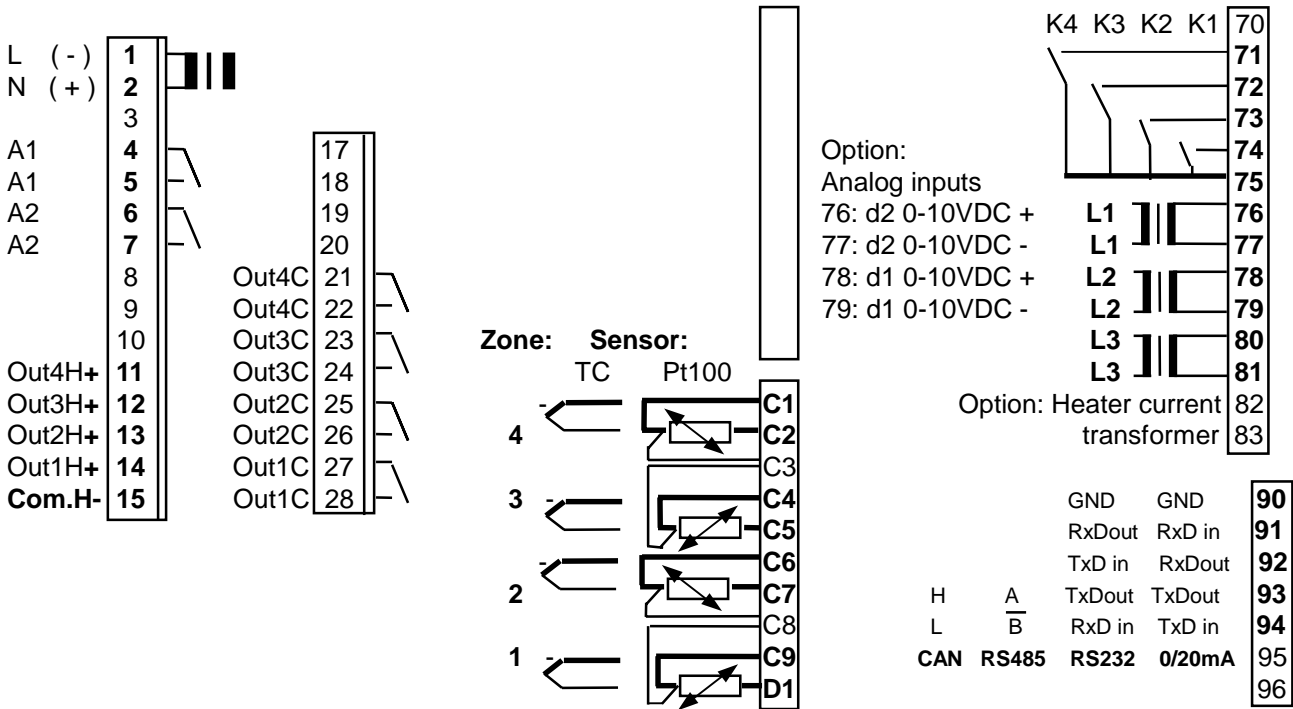 L ( - ) 1
N ( + ) 2
3
A1 4
A1 5
A2 6
A2 7
8
9
10
Out4H+ 11
Out3H+ 12
Out2H+ 13
Out1H+ 14
Com.H- 15
17
18
19
20
Out4C 21
Out4C 22
Out3C 23
Out3C 24
Out2C 25
Out2C 26
Out1C 27
Out1C 28
Zone: Sensor:
TC Pt100
4 -
3 -
2 -
1 -
C1
C2
C3
C4
C5
C6
C7
C8
C9
D1
K4 K3 K2 K1 70
71
72
73
74
75
Option:
Analog inputs
76: d2 0-10VDC + L1 76
77: d2 0-10VDC - L1 77
78: d1 0-10VDC + L2 78
79: d1 0-10VDC - L2 79
L3 80
L3 81
Option: Heater current 82
transformer 83
GND GND 90
RxDout RxD in 91
TxD in RxDout 92
H A TxDout TxDout 93
L B̅ RxD in TxD in 94
CAN RS485 RS232 0/20mA 95
96